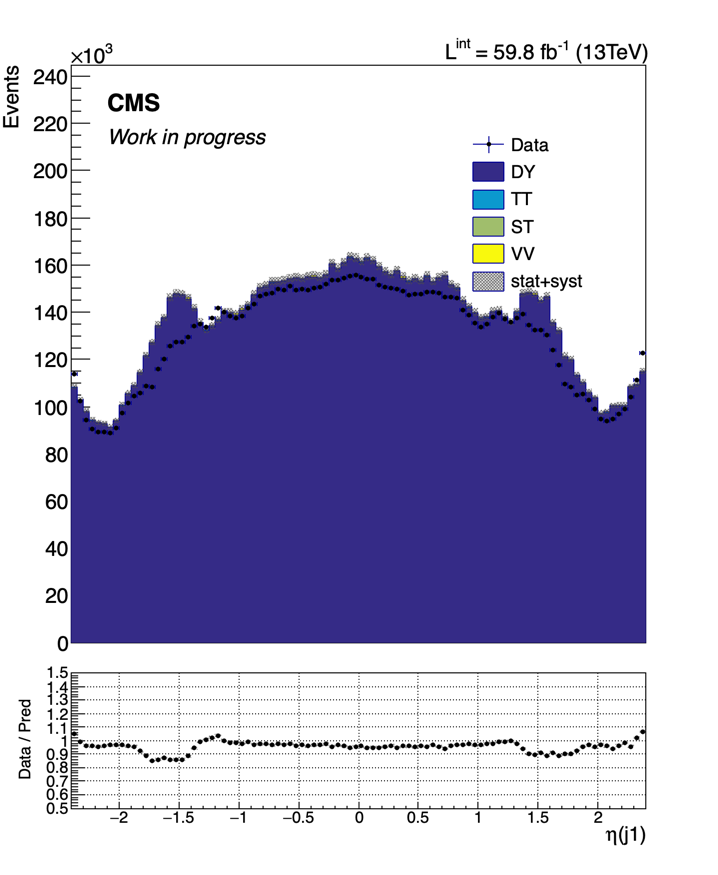 ×10³
L^int = 59.8 fb⁻¹ (13TeV)
Events
CMS
Work in progress
Data
DY
TT
ST
VV
stat+syst
240
220
200
180
160
140
120
100
80
60
40
20
0
Data / Pred
1.5
1.4
1.3
1.2
1.1
1
0.9
0.8
0.7
0.6
0.5
−2 −1.5 −1 −0.5 0 0.5 1 1.5 2
η(j1)